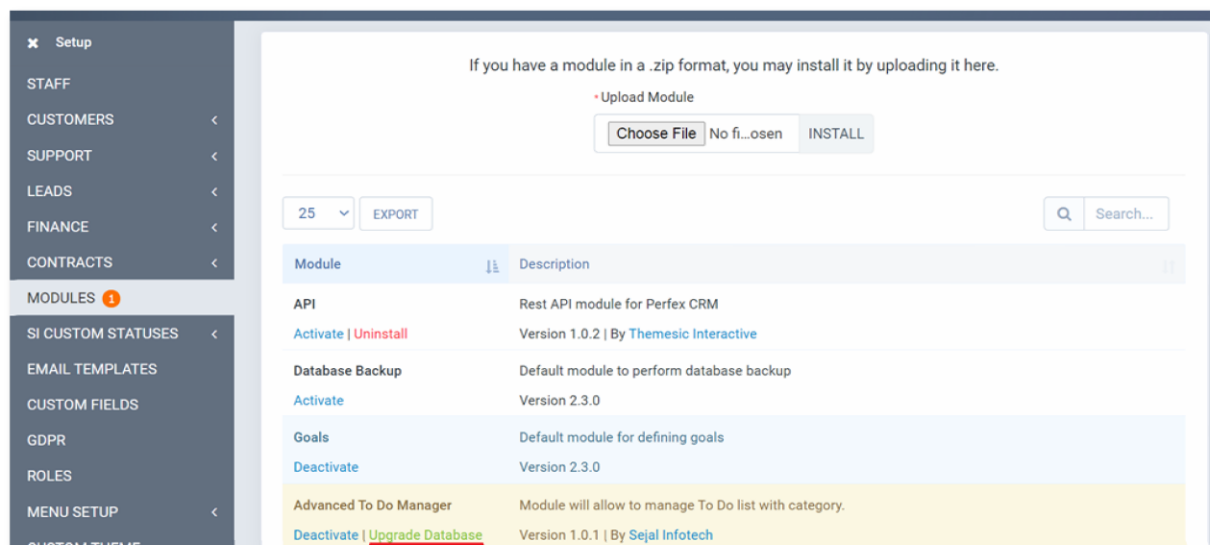 ✖ Setup
STAFF
CUSTOMERS
SUPPORT
LEADS
FINANCE
CONTRACTS
MODULES 1
SI CUSTOM STATUSES
EMAIL TEMPLATES
CUSTOM FIELDS
GDPR
ROLES
MENU SETUP
CUSTOM THEME
If you have a module in a .zip format, you may install it by uploading it here.
* Upload Module
Choose File No fi...osen INSTALL
25 EXPORT Search...
Module Description
API Rest API module for Perfex CRM
Activate | Uninstall Version 1.0.2 | By Themesic Interactive
Database Backup Default module to perform database backup
Activate Version 2.3.0
Goals Default module for defining goals
Deactivate Version 2.3.0
Advanced To Do Manager Module will allow to manage To Do list with category.
Deactivate | Upgrade Database Version 1.0.1 | By Sejal Infotech